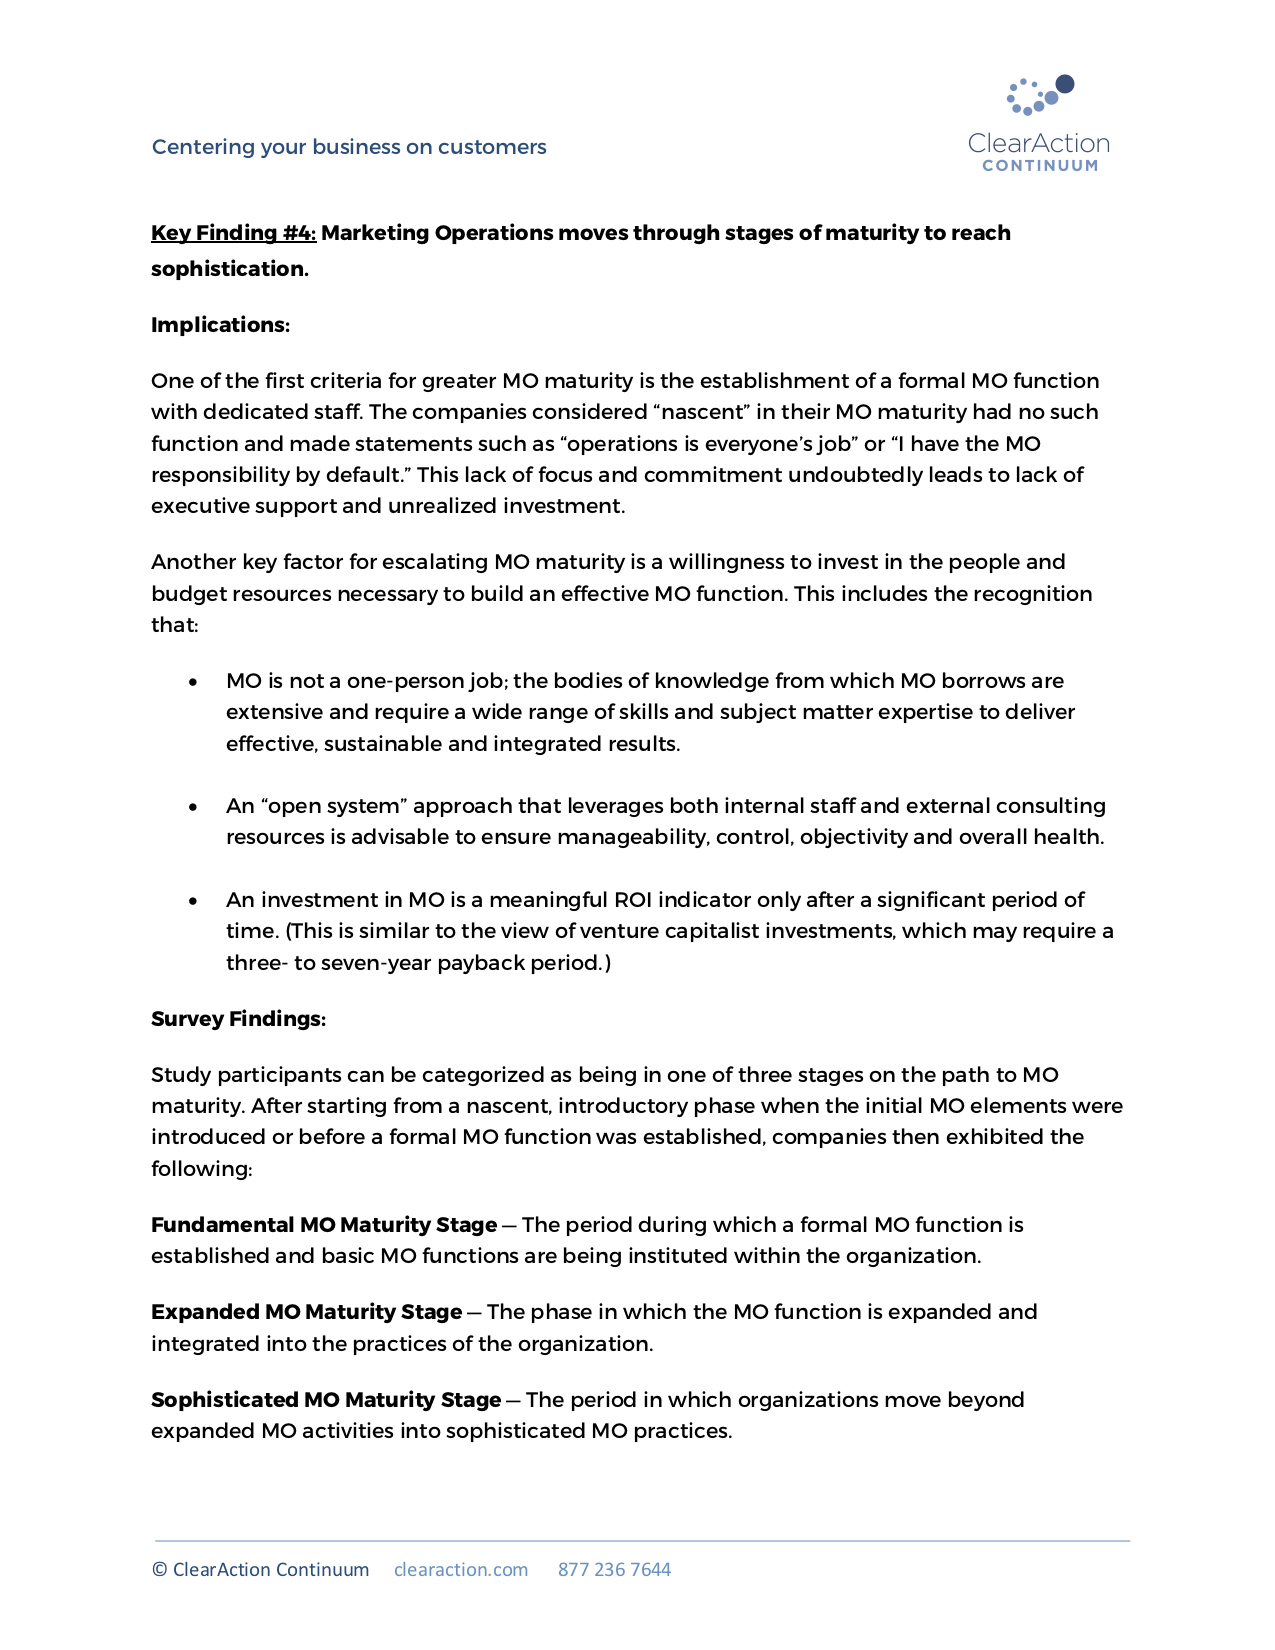 Centering your business on customers
ClearAction
CONTINUUM
Key Finding #4: Marketing Operations moves through stages of maturity to reach
sophistication.
Implications:
One of the first criteria for greater MO maturity is the establishment of a formal MO function
with dedicated staff. The companies considered “nascent” in their MO maturity had no such
function and made statements such as “operations is everyone’s job” or “I have the MO
responsibility by default.” This lack of focus and commitment undoubtedly leads to lack of
executive support and unrealized investment.
Another key factor for escalating MO maturity is a willingness to invest in the people and
budget resources necessary to build an effective MO function. This includes the recognition
that:
• MO is not a one-person job; the bodies of knowledge from which MO borrows are
extensive and require a wide range of skills and subject matter expertise to deliver
effective, sustainable and integrated results.
• An “open system” approach that leverages both internal staff and external consulting
resources is advisable to ensure manageability, control, objectivity and overall health.
• An investment in MO is a meaningful ROI indicator only after a significant period of
time. (This is similar to the view of venture capitalist investments, which may require a
three- to seven-year payback period.)
Survey Findings:
Study participants can be categorized as being in one of three stages on the path to MO
maturity. After starting from a nascent, introductory phase when the initial MO elements were
introduced or before a formal MO function was established, companies then exhibited the
following:
Fundamental MO Maturity Stage — The period during which a formal MO function is
established and basic MO functions are being instituted within the organization.
Expanded MO Maturity Stage — The phase in which the MO function is expanded and
integrated into the practices of the organization.
Sophisticated MO Maturity Stage — The period in which organizations move beyond
expanded MO activities into sophisticated MO practices.
© ClearAction Continuum clearaction.com 877 236 7644